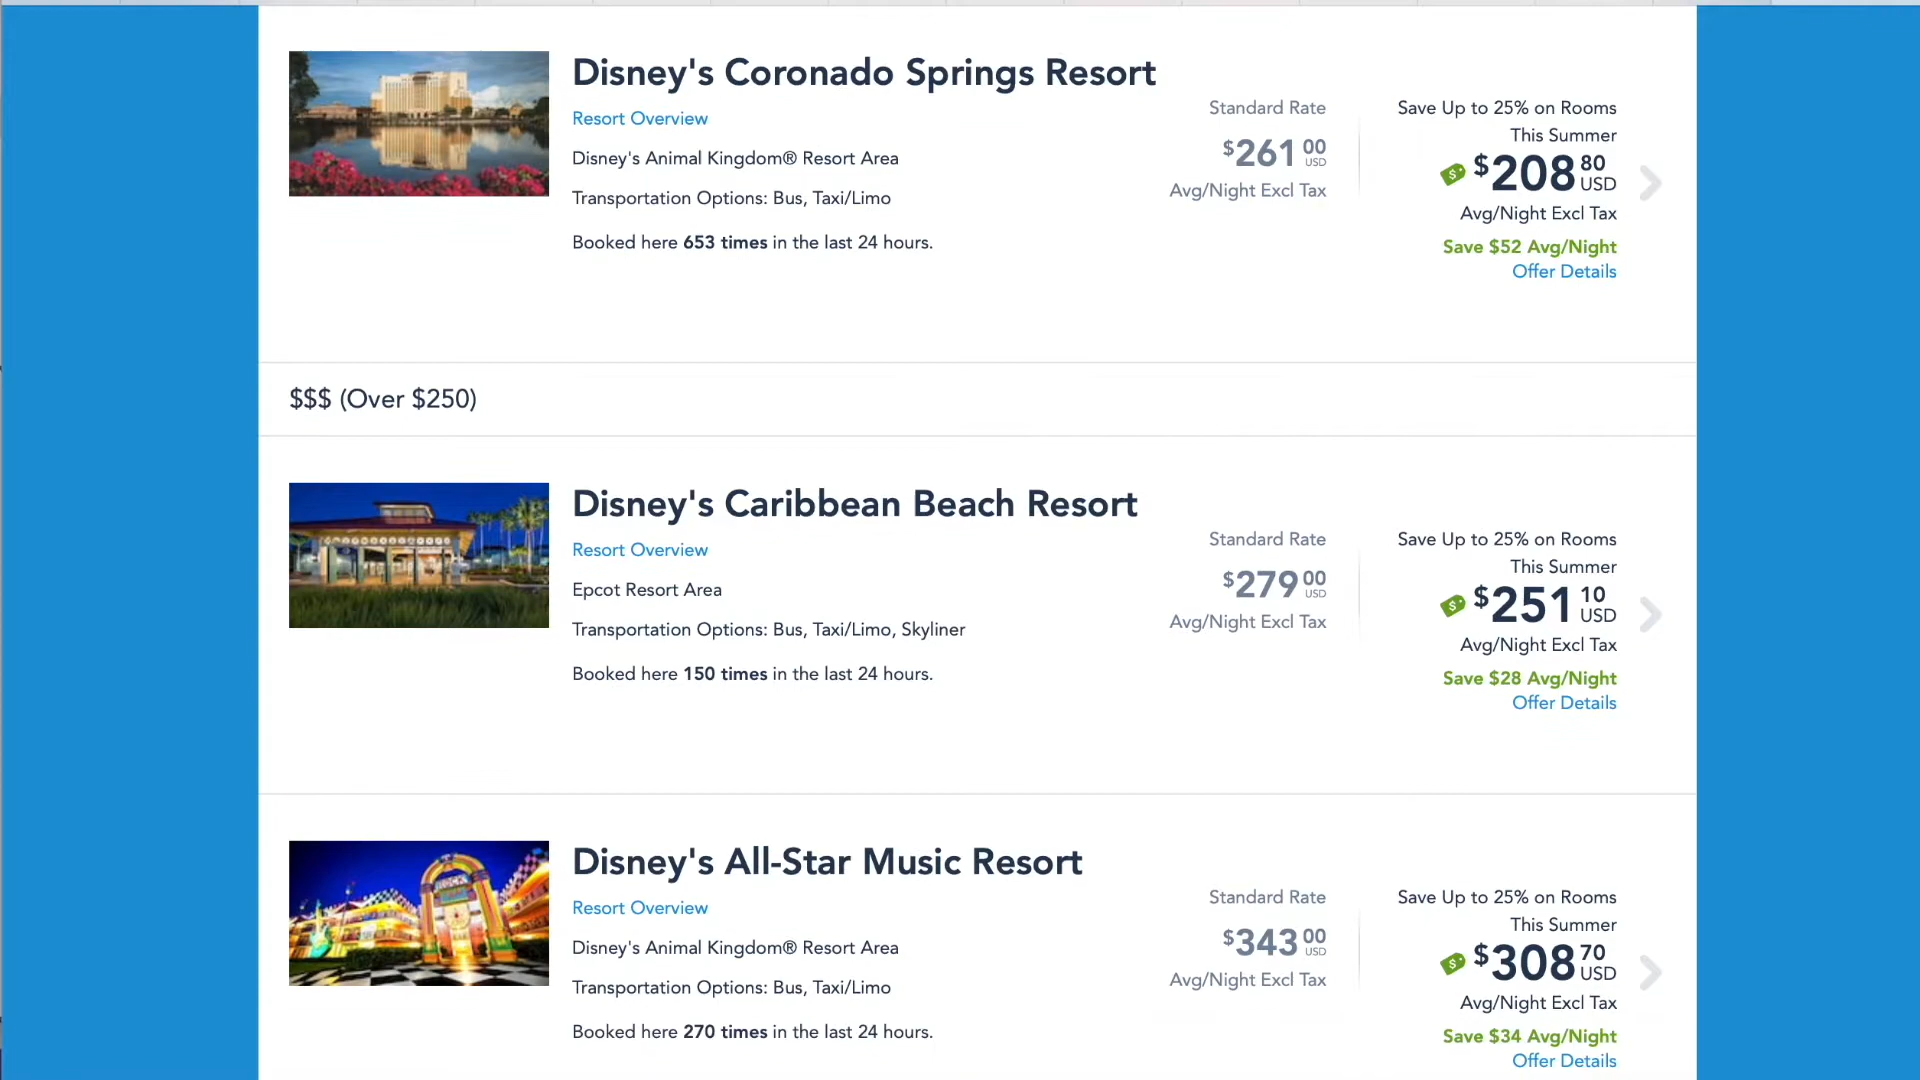 Disney's Coronado Springs Resort
Resort Overview
Disney's Animal Kingdom® Resort Area
Transportation Options: Bus, Taxi/Limo
Booked here 653 times in the last 24 hours.
Standard Rate
$261 00 USD
Avg/Night Excl Tax
Save Up to 25% on Rooms
This Summer
$208 80 USD
Avg/Night Excl Tax
Save $52 Avg/Night
Offer Details
$$$ (Over $250)
Disney's Caribbean Beach Resort
Resort Overview
Epcot Resort Area
Transportation Options: Bus, Taxi/Limo, Skyliner
Booked here 150 times in the last 24 hours.
Standard Rate
$279 00 USD
Avg/Night Excl Tax
Save Up to 25% on Rooms
This Summer
$251 10 USD
Avg/Night Excl Tax
Save $28 Avg/Night
Offer Details
Disney's All-Star Music Resort
Resort Overview
Disney's Animal Kingdom® Resort Area
Transportation Options: Bus, Taxi/Limo
Booked here 270 times in the last 24 hours.
Standard Rate
$343 00 USD
Avg/Night Excl Tax
Save Up to 25% on Rooms
This Summer
$308 70 USD
Avg/Night Excl Tax
Save $34 Avg/Night
Offer Details